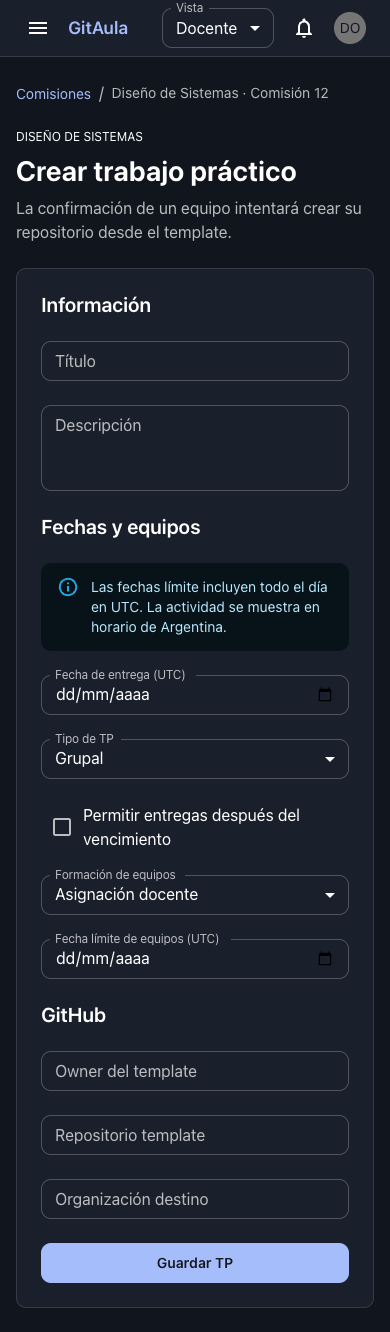 GitAula
Vista
Docente
DO
Comisiones / Diseño de Sistemas · Comisión 12
DISEÑO DE SISTEMAS
Crear trabajo práctico
La confirmación de un equipo intentará crear su
repositorio desde el template.
Información
Título
Descripción
Fechas y equipos
Las fechas límite incluyen todo el día
en UTC. La actividad se muestra en
horario de Argentina.
Fecha de entrega (UTC)
dd/mm/aaaa
Tipo de TP
Grupal
Permitir entregas después del
vencimiento
Formación de equipos
Asignación docente
Fecha límite de equipos (UTC)
dd/mm/aaaa
GitHub
Owner del template
Repositorio template
Organización destino
Guardar TP